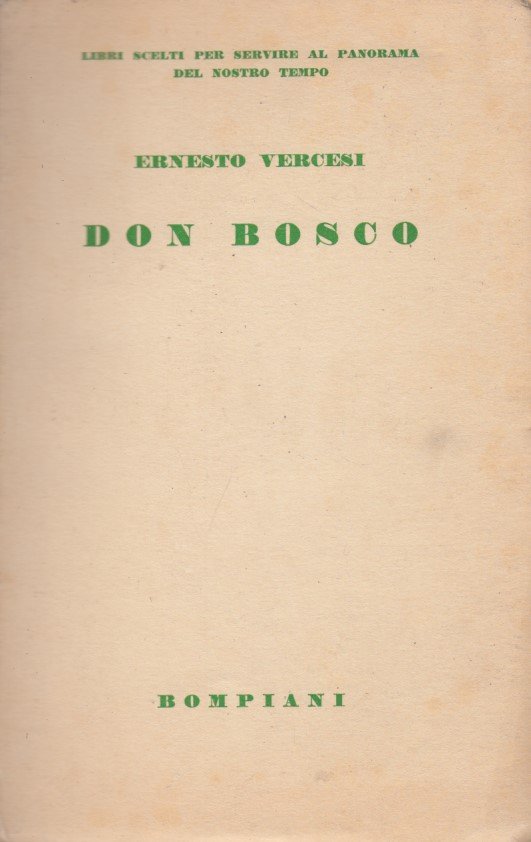 LIBRI SCELTI PER SERVIRE AL PANORAMA
DEL NOSTRO TEMPO
ERNESTO VERCESI
DON BOSCO
BOMPIANI